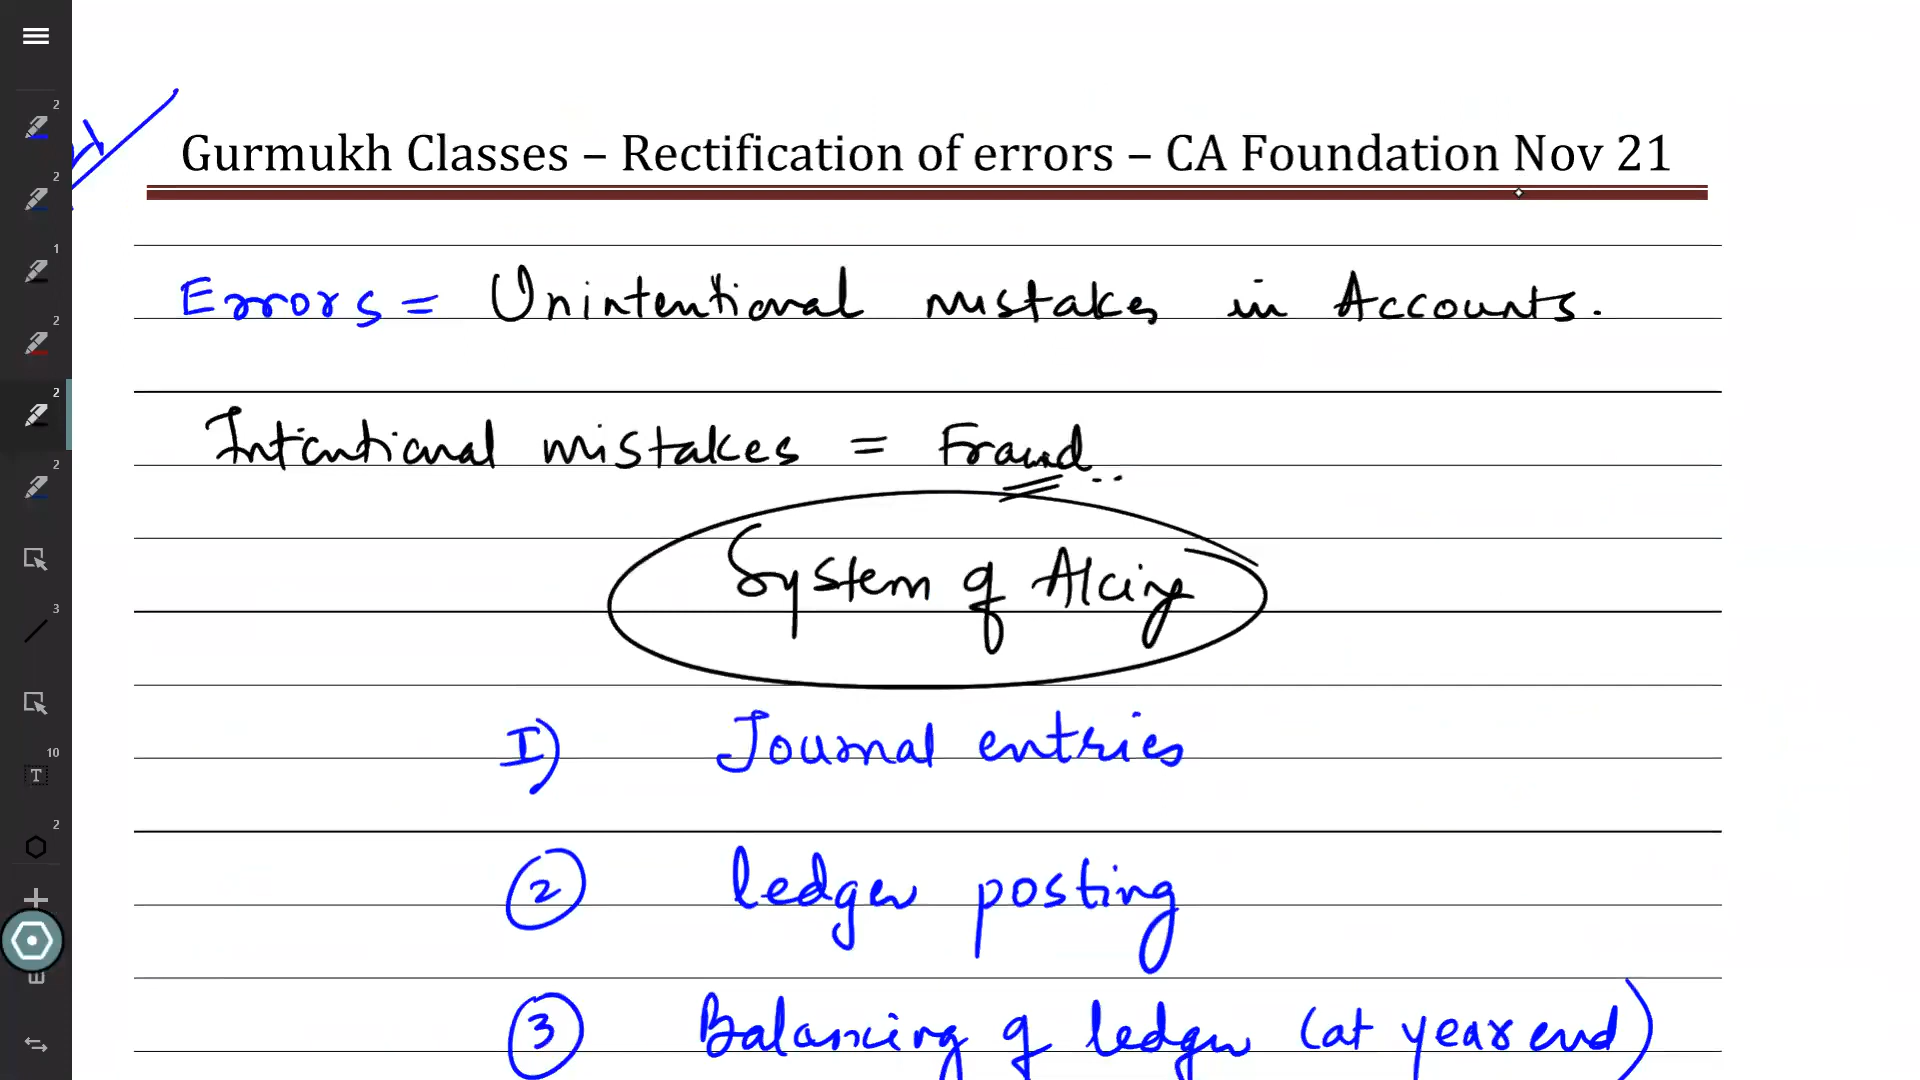 Gurmukh Classes – Rectification of errors – CA Foundation Nov 21
Errors = Unintentional mistakes in Accounts.
Intentional mistakes = Fraud..
System of A/cing
I) Journal entries
② ledger posting
③ Balancing of ledger (at year end)